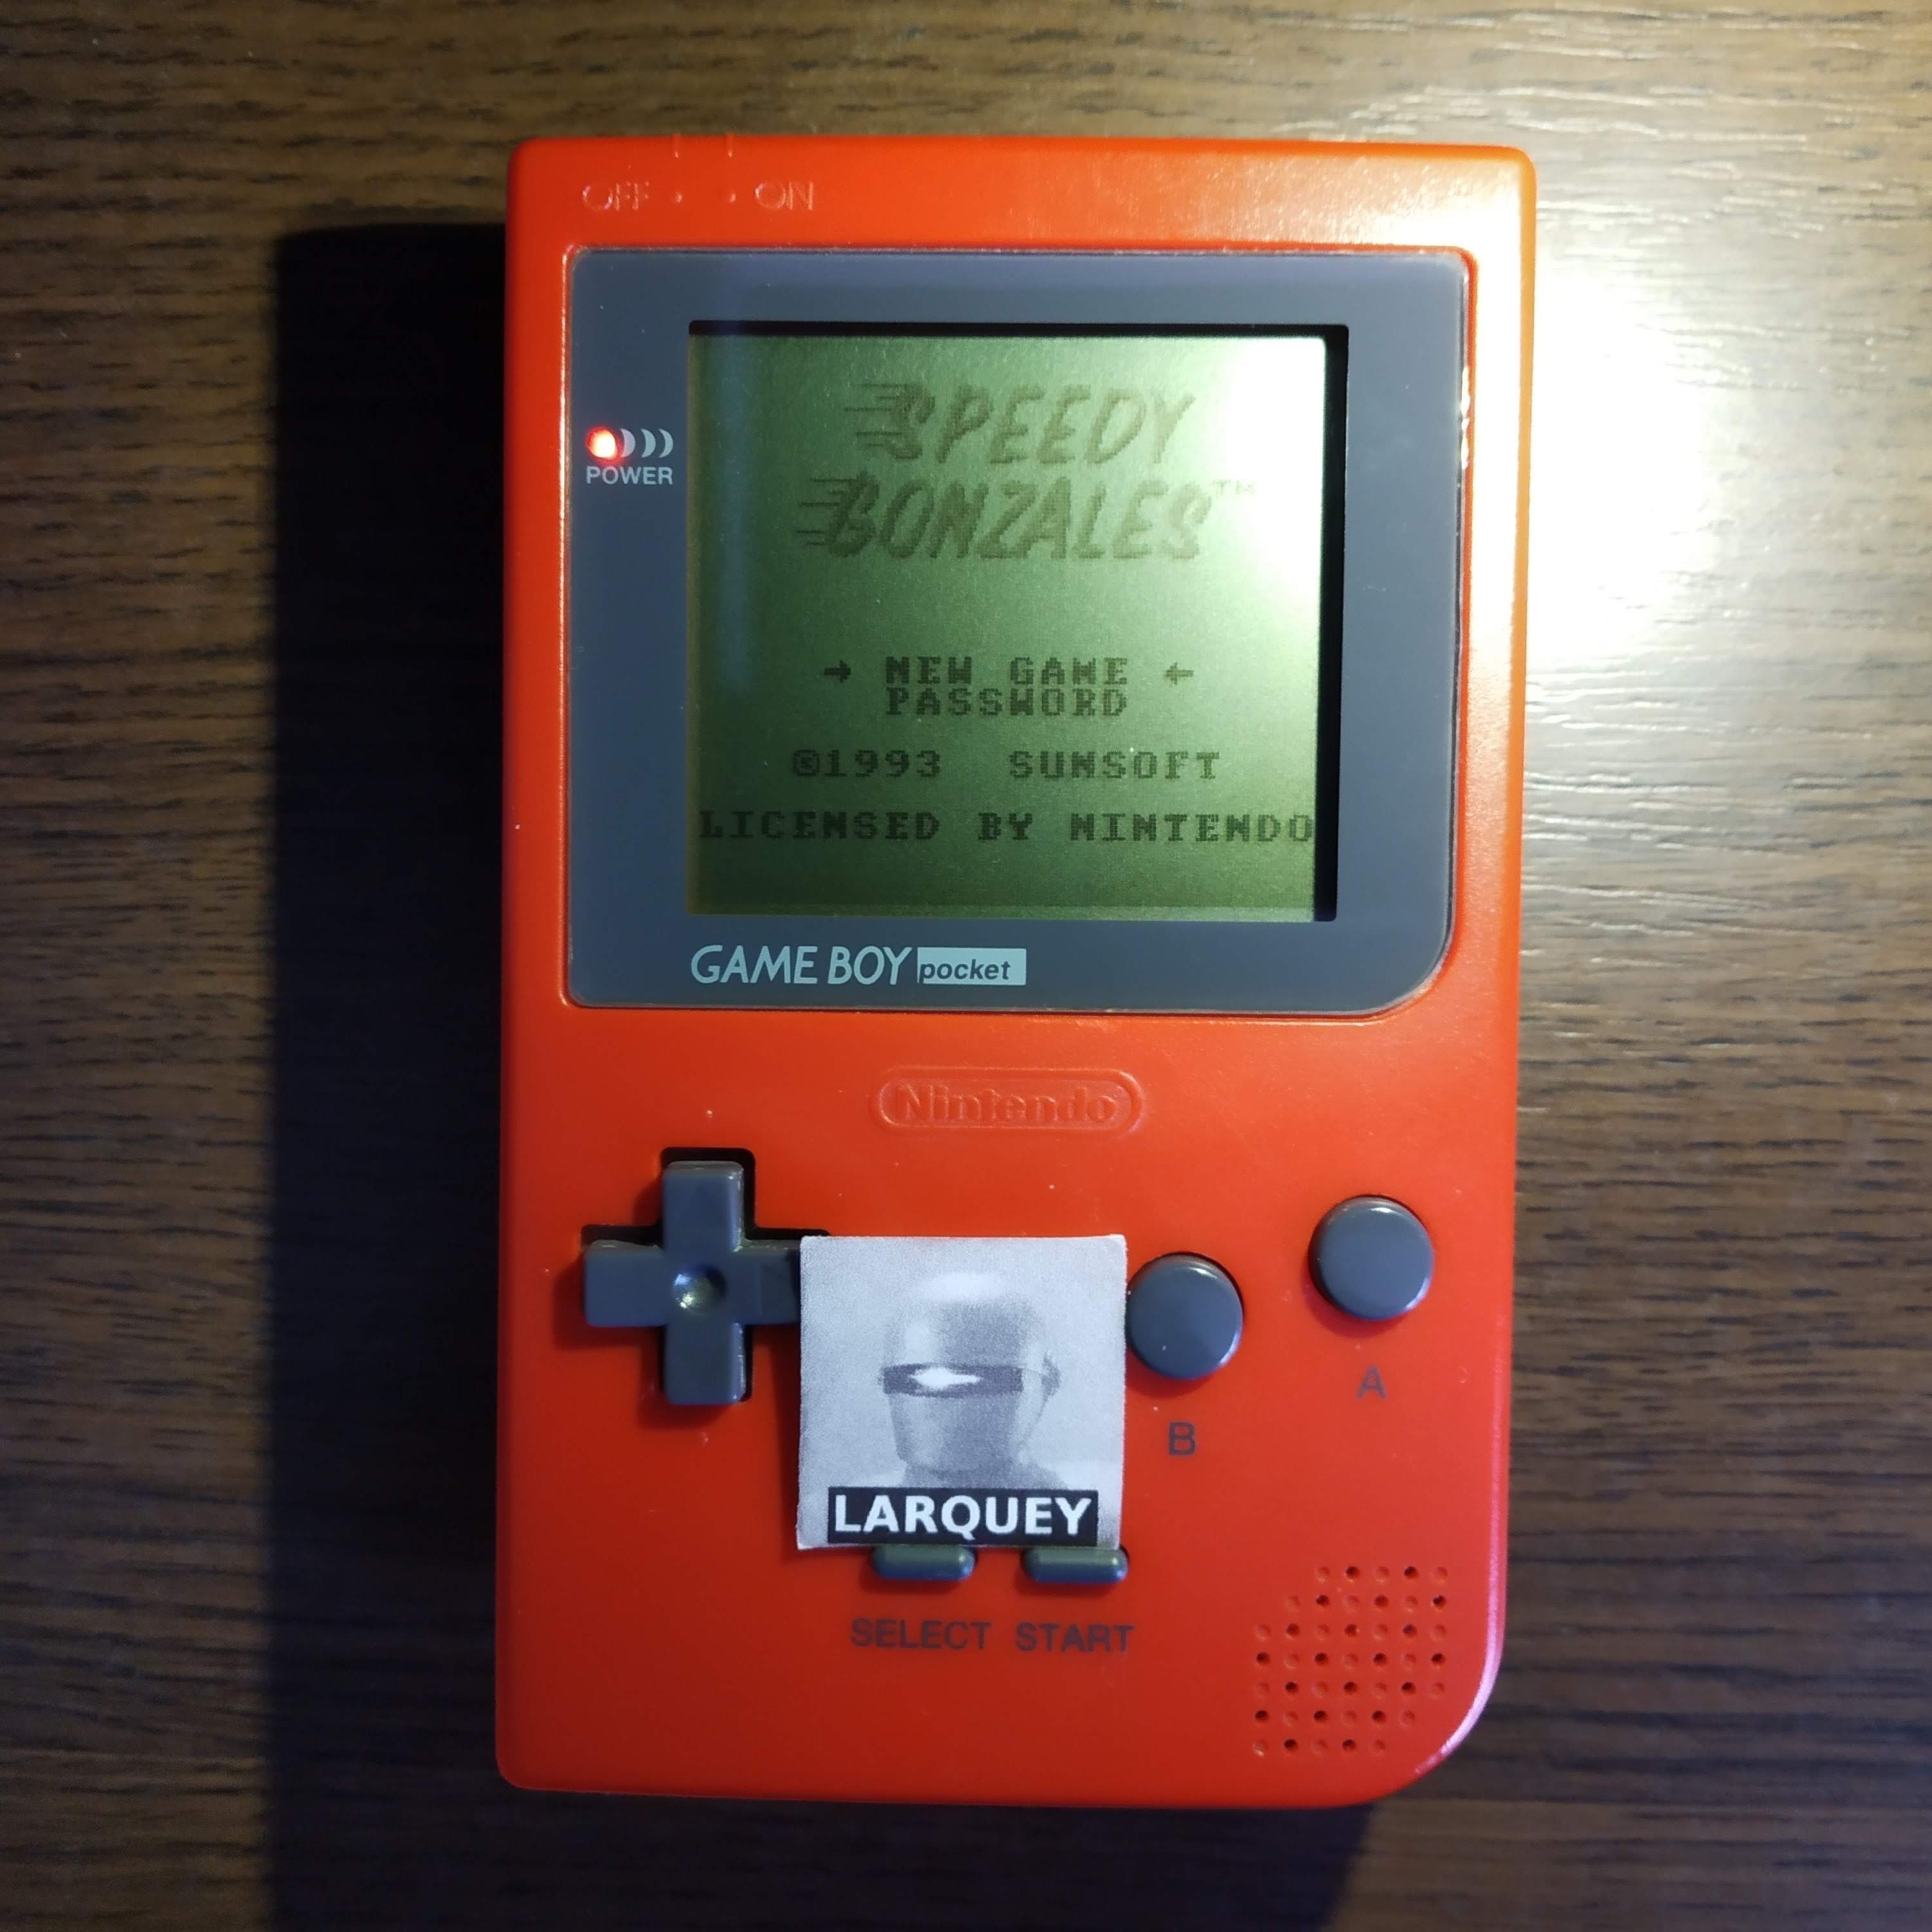 OFF • • ON
POWER
SPEEDY
GONZALES™
→ NEW GAME ←
PASSWORD
©1993 SUNSOFT
LICENSED BY NINTENDO
GAME BOY pocket
Nintendo
A
B
LARQUEY
SELECT START